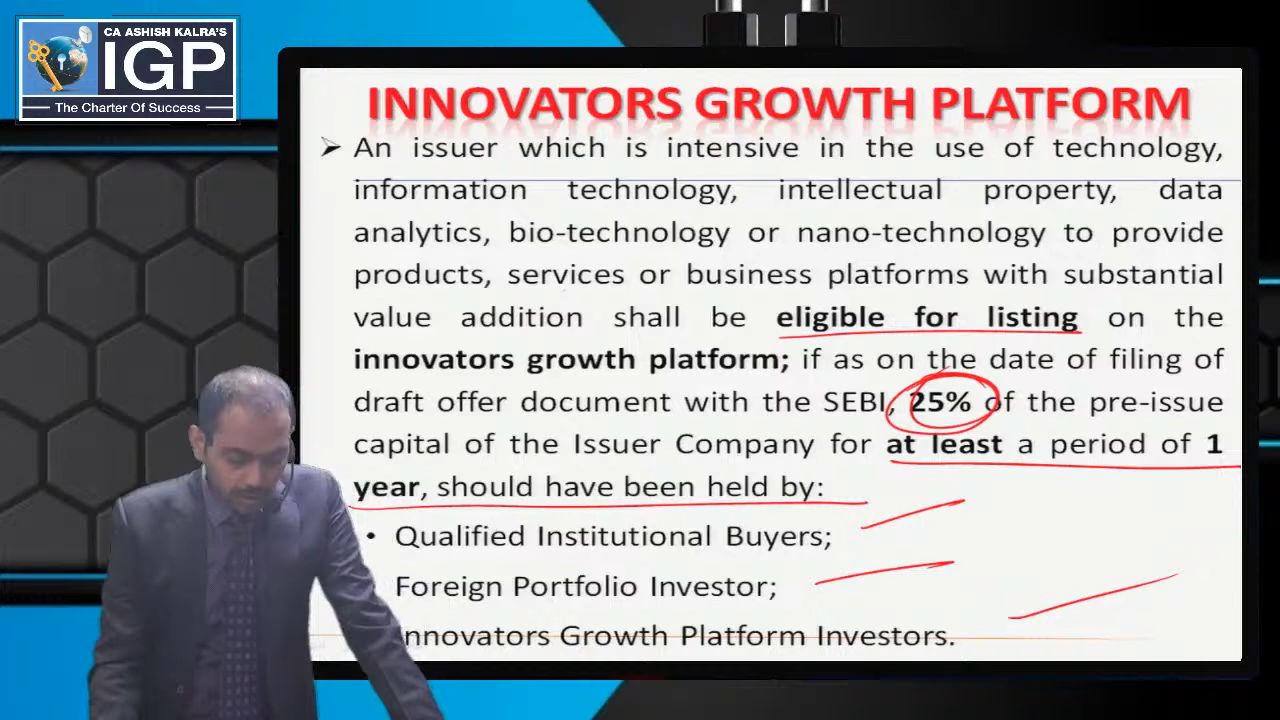 CA ASHISH KALRA'S
IGP
The Charter Of Success
INNOVATORS GROWTH PLATFORM
➢ An issuer which is intensive in the use of technology,
information technology, intellectual property, data
analytics, bio-technology or nano-technology to provide
products, services or business platforms with substantial
value addition shall be eligible for listing on the
innovators growth platform; if as on the date of filing of
draft offer document with the SEBI, 25% of the pre-issue
capital of the Issuer Company for at least a period of 1
year, should have been held by:
• Qualified Institutional Buyers;
Foreign Portfolio Investor;
nnovators Growth Platform Investors.